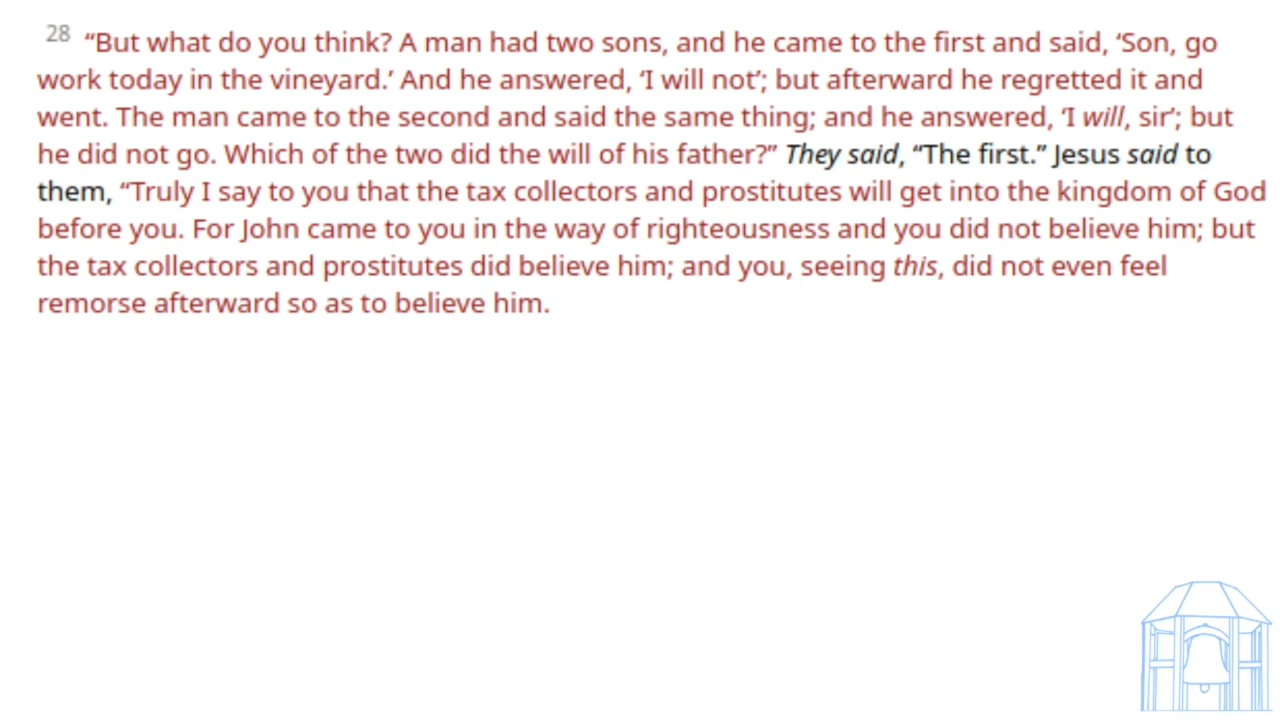 28 “But what do you think? A man had two sons, and he came to the first and said, ‘Son, go
work today in the vineyard.’ And he answered, ‘I will not’; but afterward he regretted it and
went. The man came to the second and said the same thing; and he answered, ‘I will, sir’; but
he did not go. Which of the two did the will of his father?” They said, “The first.” Jesus said to
them, “Truly I say to you that the tax collectors and prostitutes will get into the kingdom of God
before you. For John came to you in the way of righteousness and you did not believe him; but
the tax collectors and prostitutes did believe him; and you, seeing this, did not even feel
remorse afterward so as to believe him.